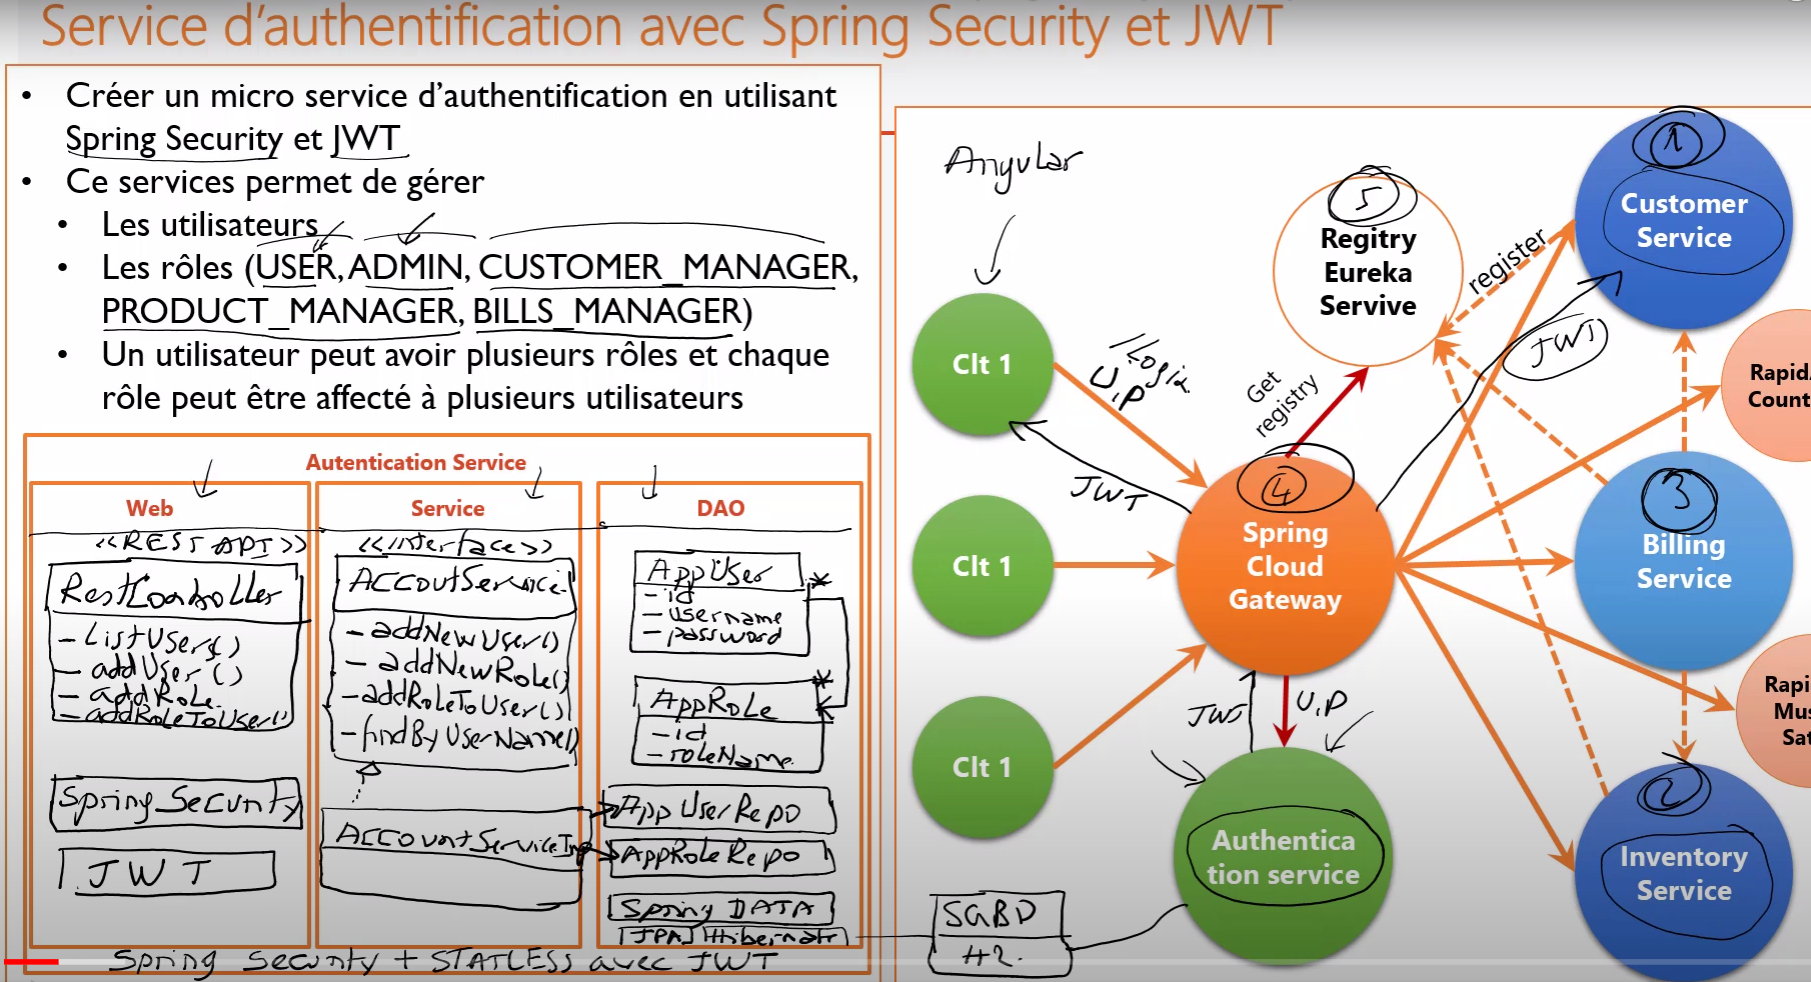 Service d'authentification avec Spring Security et JWT
• Créer un micro service d'authentification en utilisant
Spring Security et JWT
• Ce services permet de gérer
• Les utilisateurs
• Les rôles (USER, ADMIN, CUSTOMER_MANAGER,
PRODUCT_MANAGER, BILLS_MANAGER)
• Un utilisateur peut avoir plusieurs rôles et chaque
rôle peut être affecté à plusieurs utilisateurs
Autentication Service
Web
<<REST API>>
RestController
- ListUsers()
- addUser()
- addRole
- addRoleToUser()
Spring Security
JWT
Service
<<interface>>
ACCoutService
- addNewUser()
- addNewRole()
- addRoleToUser()
- findByUserName()
ACCountServiceImp
DAO
AppUser
- id
- username
- password
*
*
AppRole
- id
- roleName
AppUserRepo
AppRoleRepo
Spring DATA
JPA Hibernate
Spring Security + STATLESS avec JWT
SGBD
H2
Angular
Clt 1
Clt 1
Clt 1
/Login
U,P
JWT
Get
registry
5
Regitry
Eureka
Servive
register
JWT
4
Spring
Cloud
Gateway
JWT
U,P
Authentica
tion service
1
Customer
Service
Rapid
Count
3
Billing
Service
Rapi
Mus
Sat
2
Inventory
Service